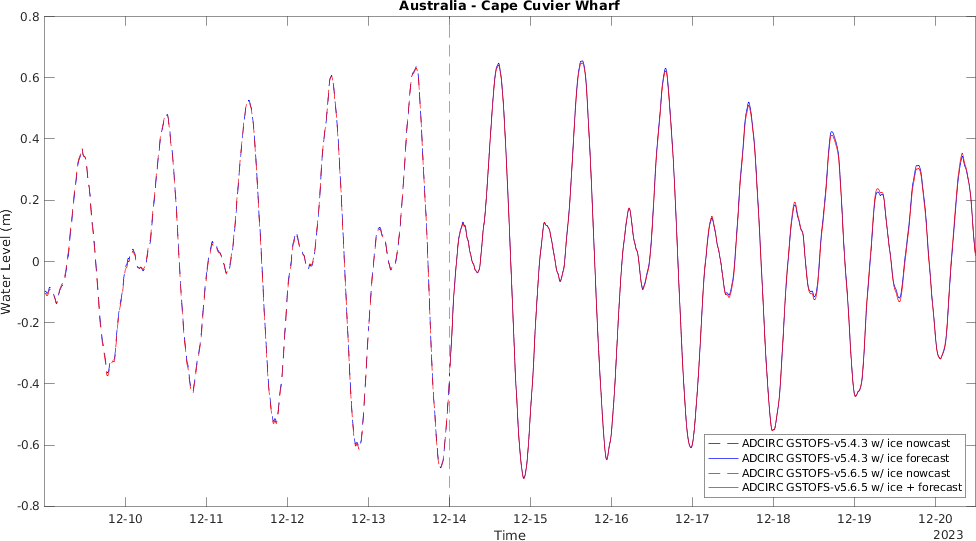 Australia - Cape Cuvier Wharf
0.8
0.6
0.4
0.2
0
-0.2
-0.4
-0.6
-0.8
Water Level (m)
12-10 12-11 12-12 12-13 12-14 12-15 12-16 12-17 12-18 12-19 12-20
Time
2023
ADCIRC GSTOFS-v5.4.3 w/ ice nowcast
ADCIRC GSTOFS-v5.4.3 w/ ice forecast
ADCIRC GSTOFS-v5.6.5 w/ ice nowcast
ADCIRC GSTOFS-v5.6.5 w/ ice + forecast